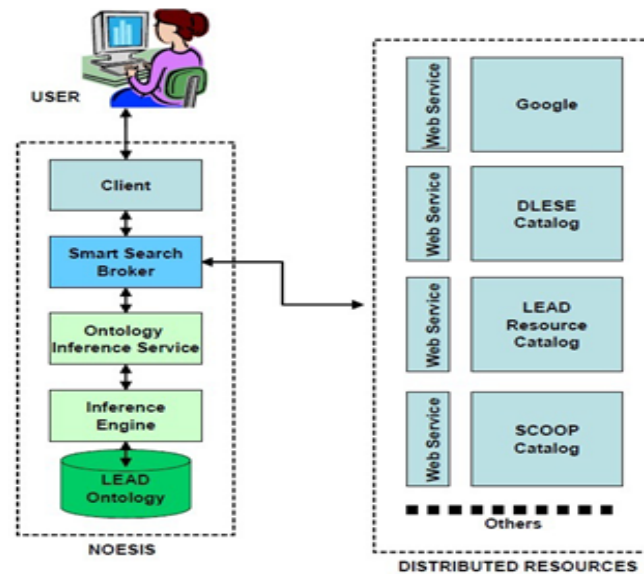 USER
Client
Smart Search
Broker
Ontology
Inference Service
Inference
Engine
LEAD
Ontology
NOESIS
Web Service
Google
Web Service
DLESE
Catalog
Web Service
LEAD
Resource
Catalog
Web Service
SCOOP
Catalog
Others
DISTRIBUTED RESOURCES